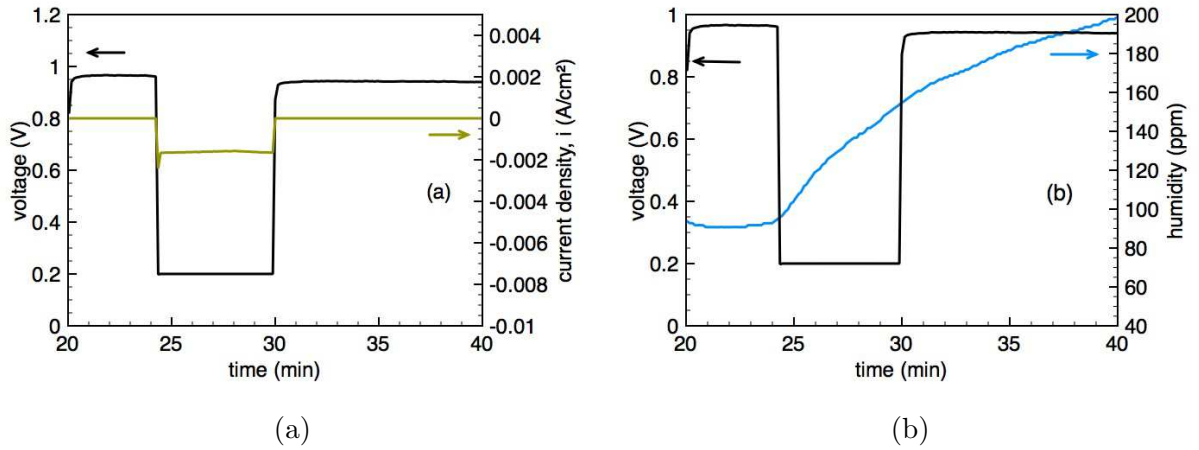 1.2
1
0.8
0.6
0.4
0.2
0
voltage (V)
20 25 30 35 40
time (min)
0.004
0.002
0
-0.002
-0.004
-0.006
-0.008
-0.01
current density, i (A/cm²)
(a)
(a)
1
0.8
0.6
0.4
0.2
0
voltage (V)
20 25 30 35 40
time (min)
200
180
160
140
120
100
80
60
40
humidity (ppm)
(b)
(b)